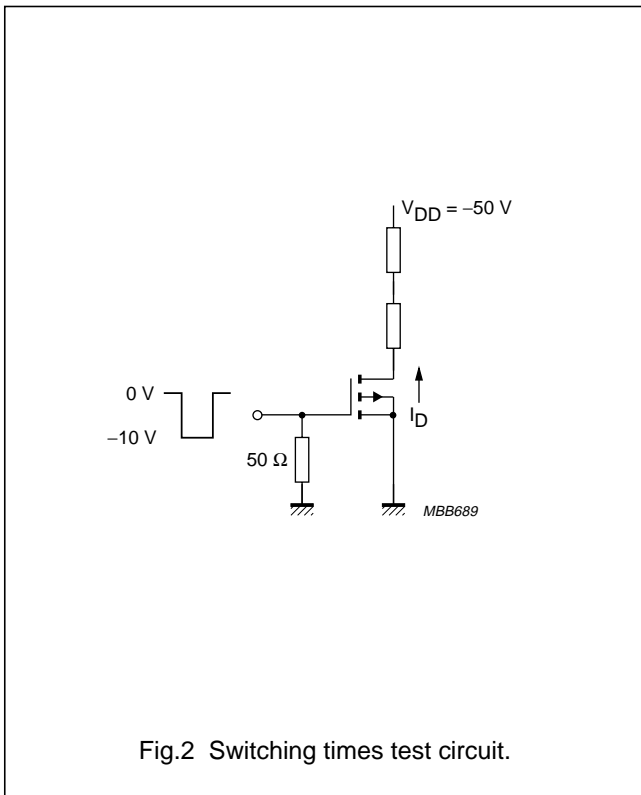 V_DD = −50 V
0 V
−10 V
50 Ω
I_D
MBB689
Fig.2 Switching times test circuit.